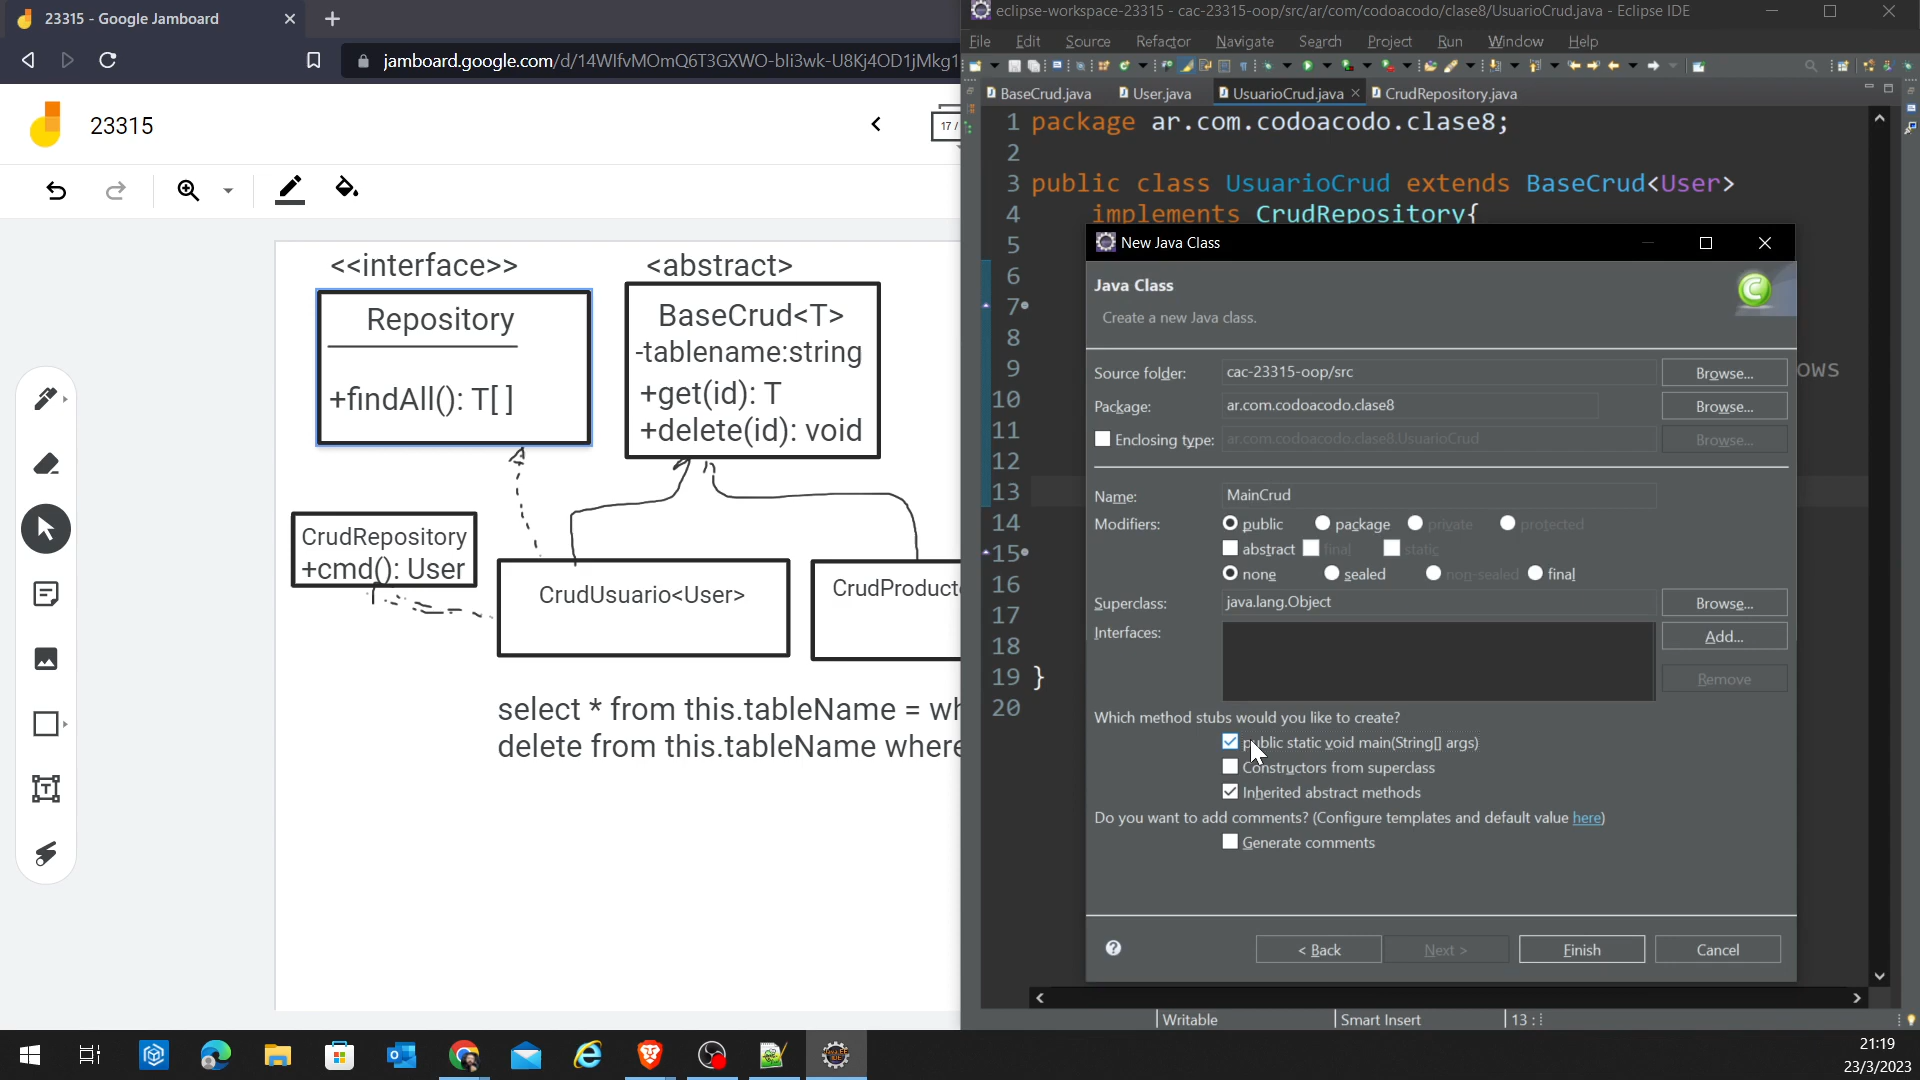 23315 - Google Jamboard
jamboard.google.com/d/14WIfvMOmQ6T3GXWO-bli3wk-U8Kj4OD1jMkg1
23315
17 /
<<interface>>
Repository
+findAll(): T[ ]
<abstract>
BaseCrud<T>
-tablename:string
+get(id): T
+delete(id): void
CrudRepository
+cmd(): User
CrudUsuario<User>
CrudProducto
select * from this.tableName = wh
delete from this.tableName where
eclipse-workspace-23315 - cac-23315-oop/src/ar/com/codoacodo/clase8/UsuarioCrud.java - Eclipse IDE
File Edit Source Refactor Navigate Search Project Run Window Help
BaseCrud.java User.java UsuarioCrud.java CrudRepository.java
1 package ar.com.codoacodo.clase8;
2
3 public class UsuarioCrud extends BaseCrud<User>
4 implements CrudRepository{
5
6
7
8
9 ows
10
11
12
13
14
15
16
17
18
19 }
20
New Java Class
Java Class
Create a new Java class.
Source folder: cac-23315-oop/src Browse...
Package: ar.com.codoacodo.clase8 Browse...
Enclosing type: ar.com.codoacodo.clase8.UsuarioCrud Browse...
Name: MainCrud
Modifiers: public package private protected
abstract final static
none sealed non-sealed final
Superclass: java.lang.Object Browse...
Interfaces: Add...
Remove
Which method stubs would you like to create?
public static void main(String[] args)
Constructors from superclass
Inherited abstract methods
Do you want to add comments? (Configure templates and default value here)
Generate comments
< Back Next > Finish Cancel
Writable Smart Insert 13 :
21:19
23/3/2023